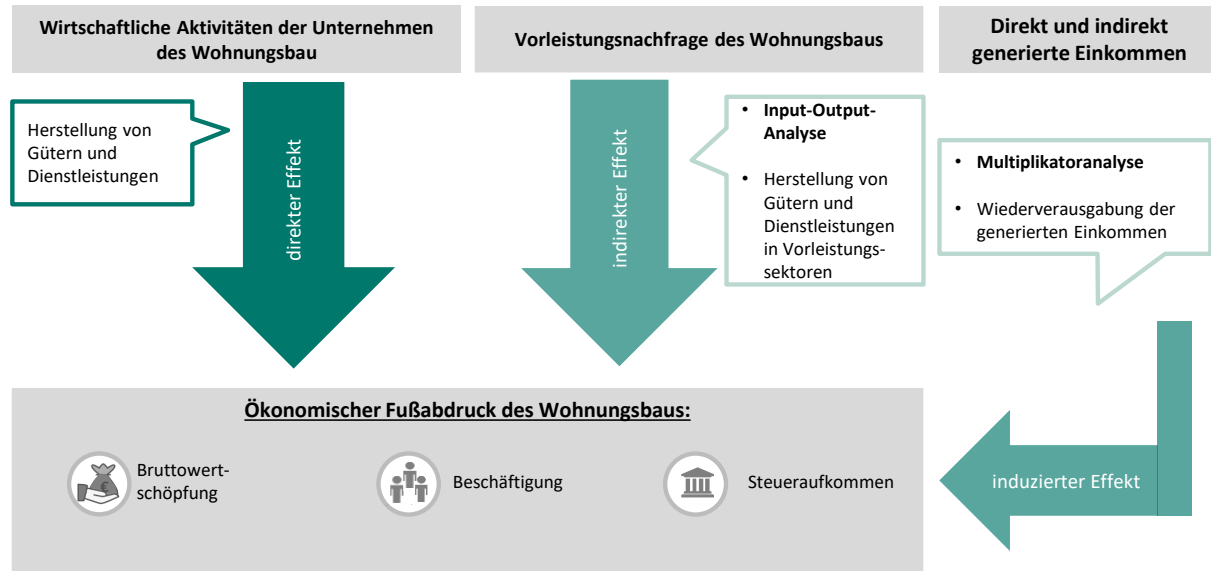 Wirtschaftliche Aktivitäten der Unternehmen
des Wohnungsbau
Vorleistungsnachfrage des Wohnungsbaus
Direkt und indirekt
generierte Einkommen
Herstellung von
Gütern und
Dienstleistungen
direkter Effekt
indirekter Effekt
• Input-Output-
Analyse
• Herstellung von
Gütern und
Dienstleistungen
in Vorleistungs-
sektoren
• Multiplikatoranalyse
• Wiederverausgabung der
generierten Einkommen
Ökonomischer Fußabdruck des Wohnungsbaus:
Bruttowert-
schöpfung
Beschäftigung
Steueraufkommen
induzierter Effekt